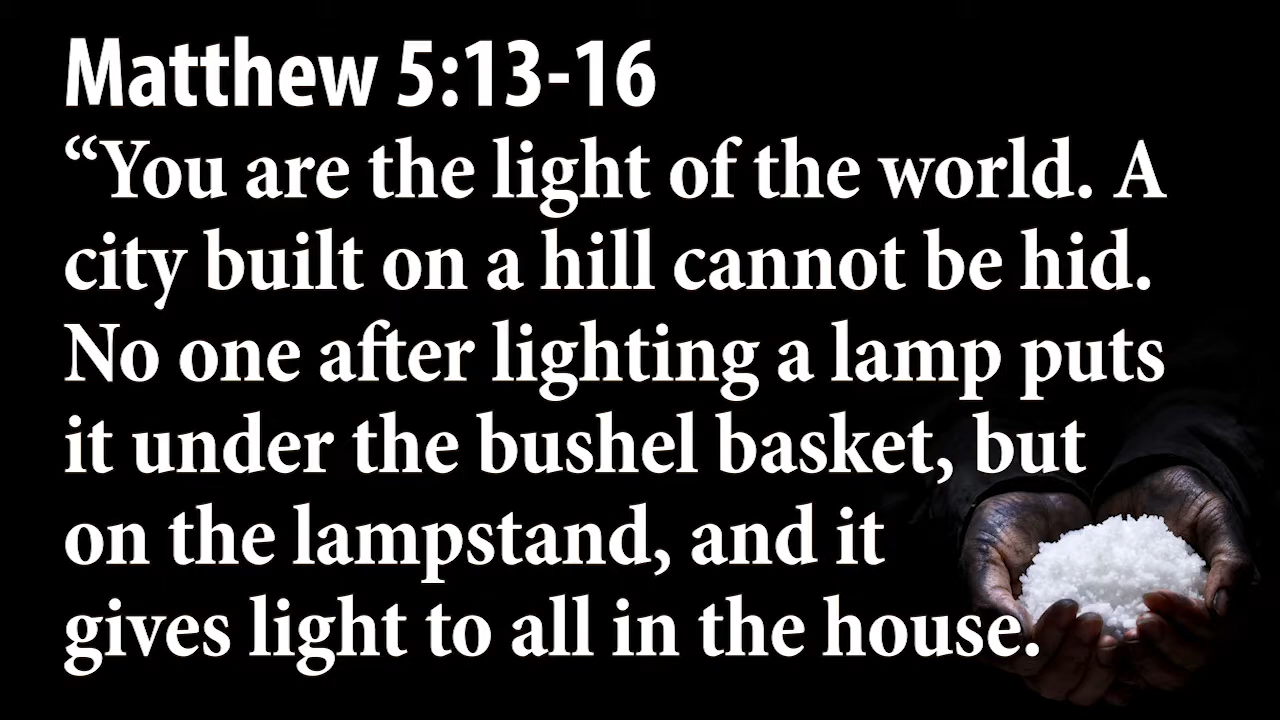 Matthew 5:13-16
“You are the light of the world. A
city built on a hill cannot be hid.
No one after lighting a lamp puts
it under the bushel basket, but
on the lampstand, and it
gives light to all in the house.